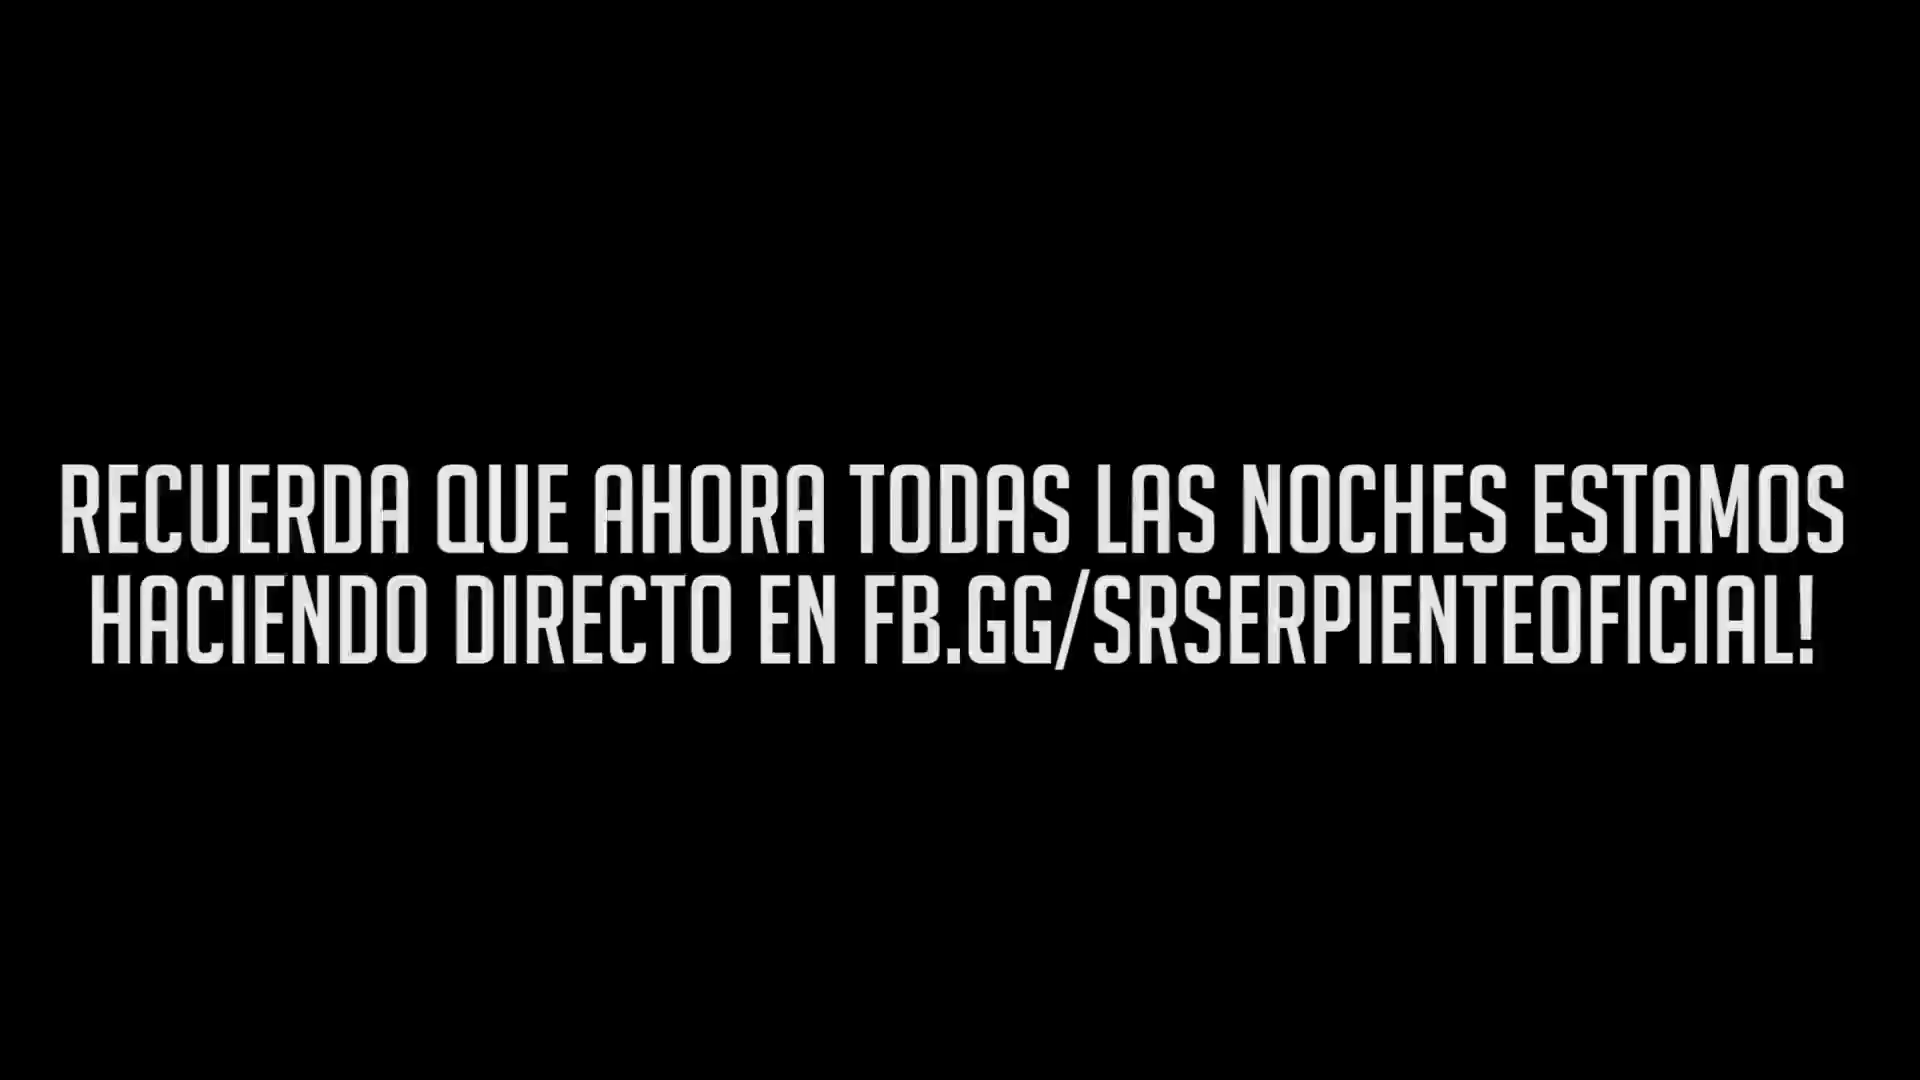 RECUERDA QUE AHORA TODAS LAS NOCHES ESTAMOS
HACIENDO DIRECTO EN FB.GG/SRSERPIENTEOFICIAL!